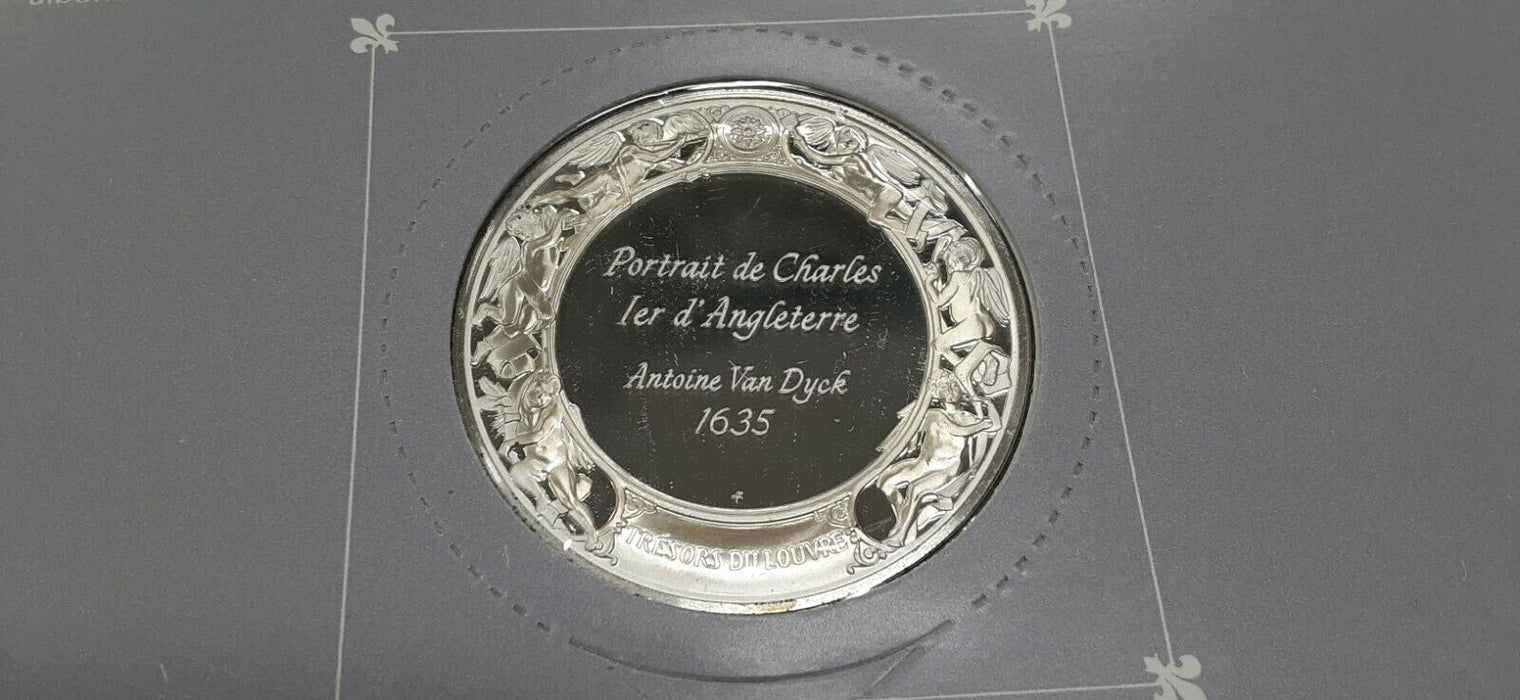 Portrait de Charles
Ier d'Angleterre
Antoine Van Dyck
1635
TRÉSORS DU LOUVRE